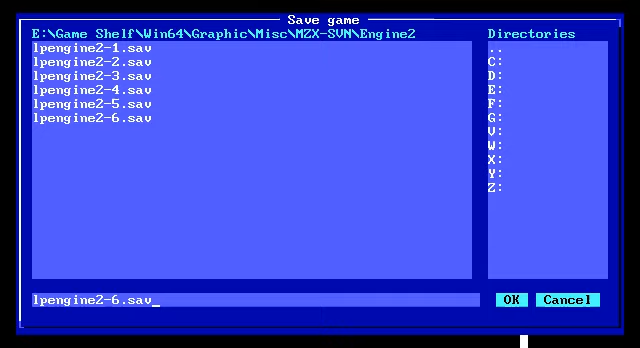 Save game
E:\Game Shelf\Win64\Graphic\Misc\MZX-SVN\Engine2
Directories
lpengine2-1.sav
lpengine2-2.sav
lpengine2-3.sav
lpengine2-4.sav
lpengine2-5.sav
lpengine2-6.sav
..
C:
D:
E:
F:
G:
V:
W:
X:
Y:
Z:
lpengine2-6.sav_
OK
Cancel